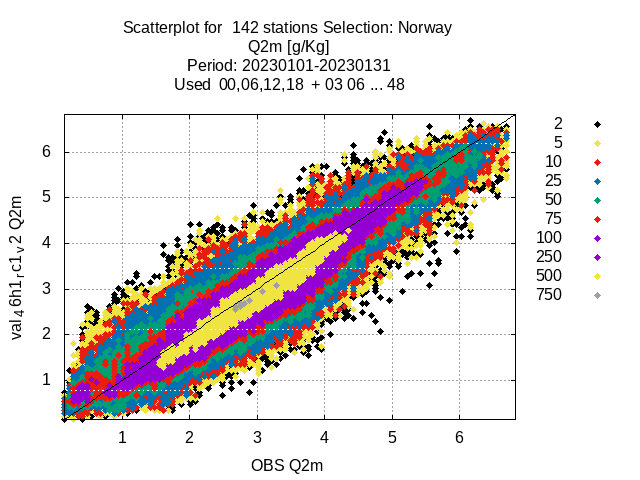 Scatterplot for  142 stations Selection: Norway
Q2m [g/Kg]
Period: 20230101-20230131
Used  00,06,12,18  + 03 06 ... 48
2
5
10
25
50
75
100
250
500
750
6
5
4
3
2
1
val₄6h1ᵣc1ᵥ2 Q2m
1 2 3 4 5 6
OBS Q2m